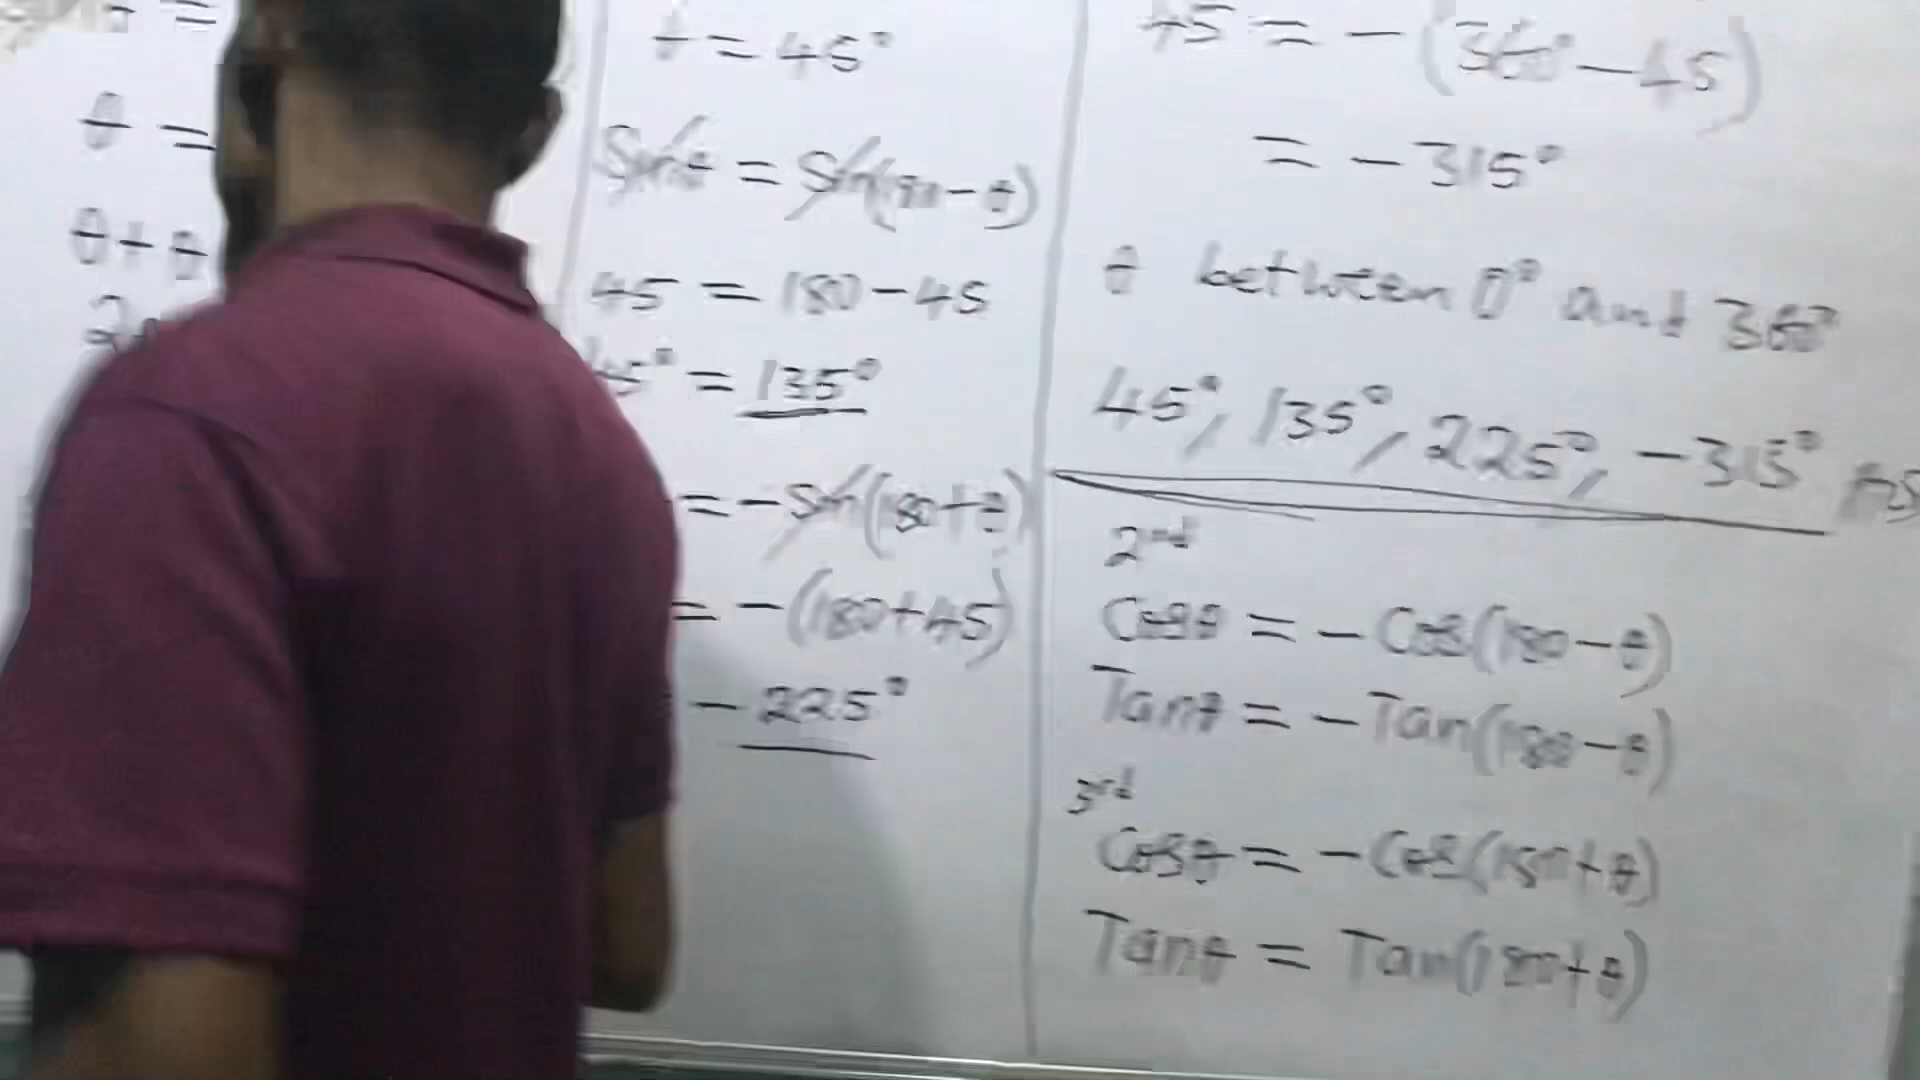 θ =
θ + θ
θ = 45°
Sinθ = Sin(180-θ)
45 = 180-45
45° = 135°
= -Sin(180+θ)
= -(180+45)
- 225°
45 = -(360°-45)
= -315°
θ between 0° and 360°
45°, 135°, 225°, -315°
2nd
Cosθ = -Cos(180-θ)
Tanθ = -Tan(180-θ)
3rd
Cosθ = -Cos(180+θ)
Tanθ = Tan(180+θ)